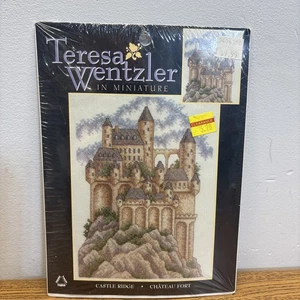 Teresa
Wentzler
IN MINIATURE
CASTLE RIDGE • CHÂTEAU FORT